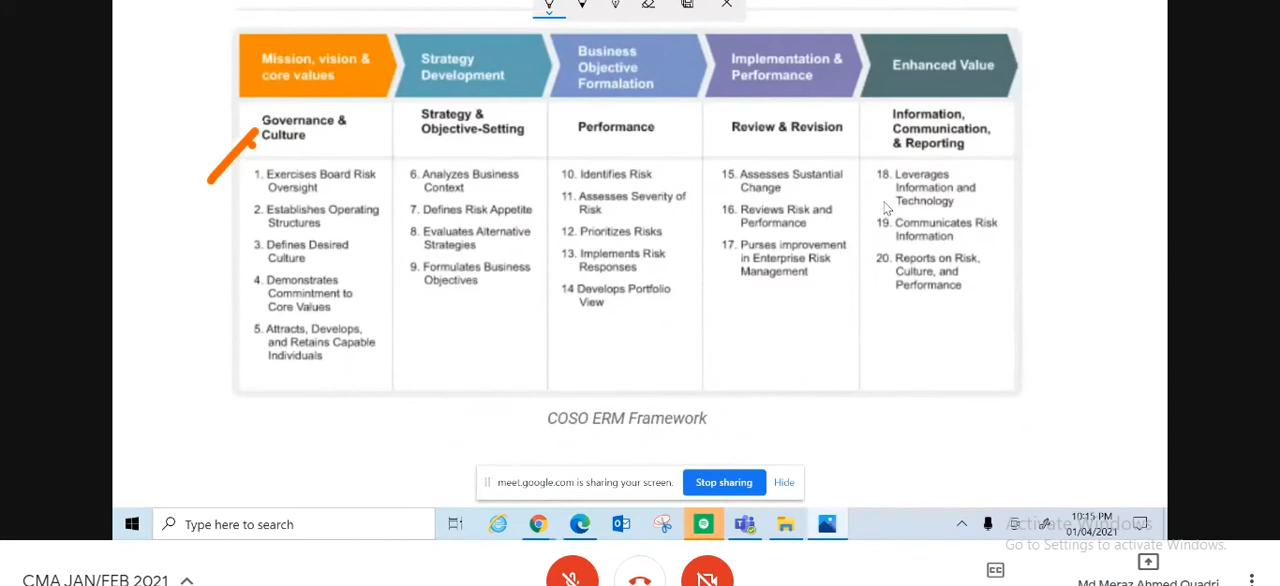 Mission, vision &
core values
Strategy
Development
Business
Objective
Formalation
Implementation &
Performance
Enhanced Value
Governance &
Culture
Strategy &
Objective-Setting
Performance
Review & Revision
Information,
Communication,
& Reporting
1. Exercises Board Risk
Oversight
2. Establishes Operating
Structures
3. Defines Desired
Culture
4. Demonstrates
Commintment to
Core Values
5. Attracts, Develops,
and Retains Capable
Individuals
6. Analyzes Business
Context
7. Defines Risk Appetite
8. Evaluates Alternative
Strategies
9. Formulates Business
Objectives
10. Identifies Risk
11. Assesses Severity of
Risk
12. Prioritizes Risks
13. Implements Risk
Responses
14 Develops Portfolio
View
15. Assesses Sustantial
Change
16. Reviews Risk and
Performance
17. Purses improvement
in Enterprise Risk
Management
18. Leverages
Information and
Technology
19. Communicates Risk
Information
20. Reports on Risk,
Culture, and
Performance
COSO ERM Framework
meet.google.com is sharing your screen.
Stop sharing
Hide
Type here to search
10:15 PM
01/04/2021
Activate Windows
Go to Settings to activate Windows.
CMA JAN/FEB 2021
CC
Md Meraz Ahmed Quadri